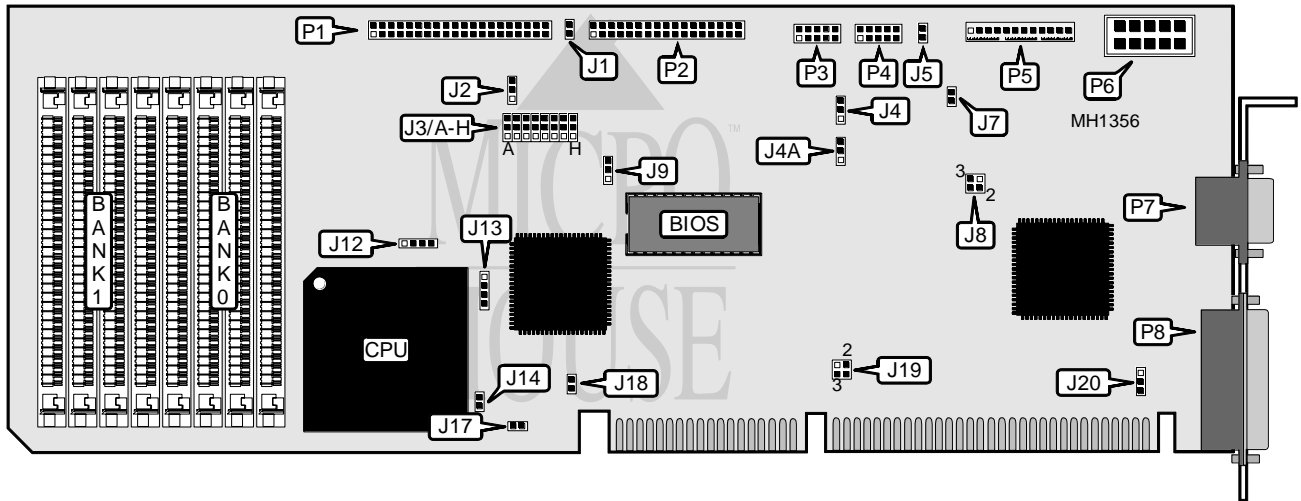 P1
J1
P2
P3
P4
J5
P5
P6
MH1356
J2
J3/A-H
A H
J4
J4A
J7
J9
3
2
J8
MICRO
HOUSE
™
BANK1
BANK0
BIOS
J12
J13
CPU
P7
P8
J14
J17
J18
2
3
J19
J20